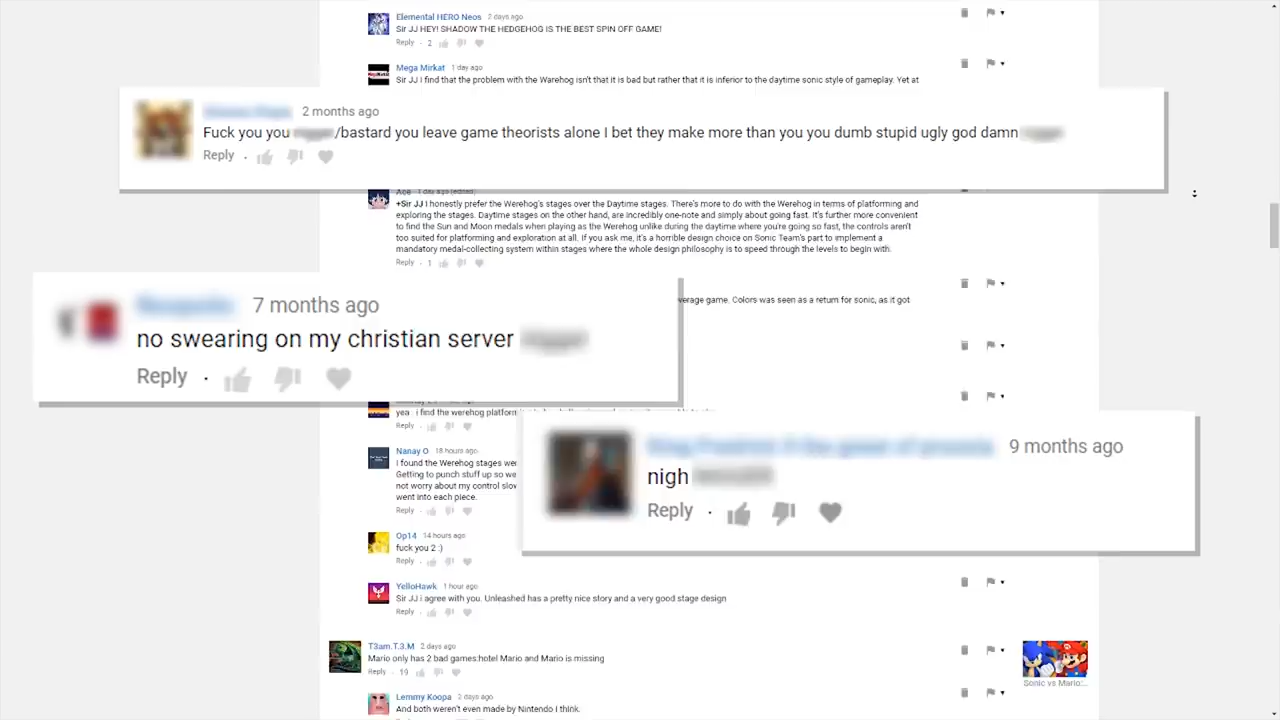 Elemental HERO Neos 2 days ago
Sir JJ HEY! SHADOW THE HEDGEHOG IS THE BEST SPIN OFF GAME!
Reply · 2
Mega Mirkat 1 day ago
Sir JJ I find that the problem with the Warehog isn't that it is bad but rather that it is inferior to the daytime sonic style of gameplay. Yet at
2 months ago
Fuck you you /bastard you leave game theorists alone I bet they make more than you you dumb stupid ugly god damn
Reply ·
Ace 1 day ago (edited)
+Sir JJ I honestly prefer the Werehog's stages over the Daytime stages. There's more to do with the Werehog in terms of platforming and
exploring the stages. Daytime stages on the other hand, are incredibly one-note and simply about going fast. It's further more convenient
to find the Sun and Moon medals when playing as the Werehog unlike during the daytime where you're going so fast, the controls aren't
too suited for platforming and exploration at all. If you ask me, it's a horrible design choice on Sonic Team's part to implement a
mandatory medal-collecting system within stages where the whole design philosophy is to speed through the levels to begin with.
Reply · 1
verage game. Colors was seen as a return for sonic, as it got
7 months ago
no swearing on my christian server
Reply ·
yea i find the werehog platform
Reply ·
9 months ago
nigh
Reply ·
Nanay O 18 hours ago
I found the Werehog stages wer
Getting to punch stuff up so we
not worry about my control slov
went into each piece.
Reply ·
Op14 14 hours ago
fuck you 2 :)
Reply ·
YelloHawk 1 hour ago
Sir JJ i agree with you. Unleashed has a pretty nice story and a very good stage design
Reply ·
T3am.T.3.M 2 days ago
Mario only has 2 bad games:hotel Mario and Mario is missing
Reply · 19
Sonic vs Mario:...
Lemmy Koopa 2 days ago
And both weren't even made by Nintendo I think.